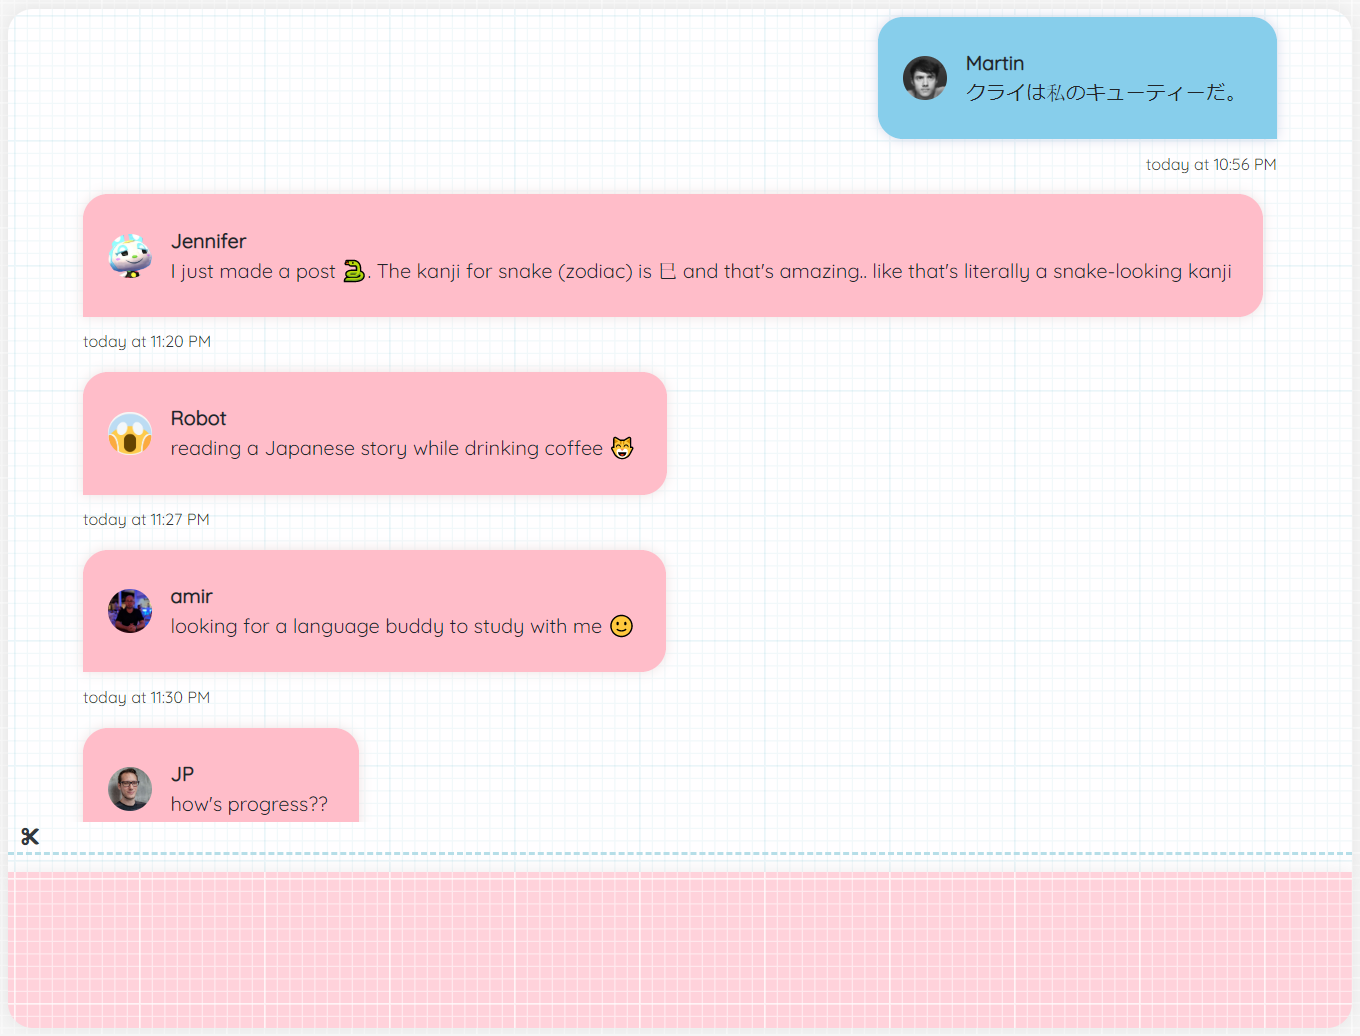 Martin
クライは私のキューティーだ。
today at 10:56 PM
Jennifer
I just made a post 🐍. The kanji for snake (zodiac) is 巳 and that's amazing.. like that's literally a snake-looking kanji
today at 11:20 PM
Robot
reading a Japanese story while drinking coffee 😸
today at 11:27 PM
amir
looking for a language buddy to study with me 🙂
today at 11:30 PM
JP
how's progress??